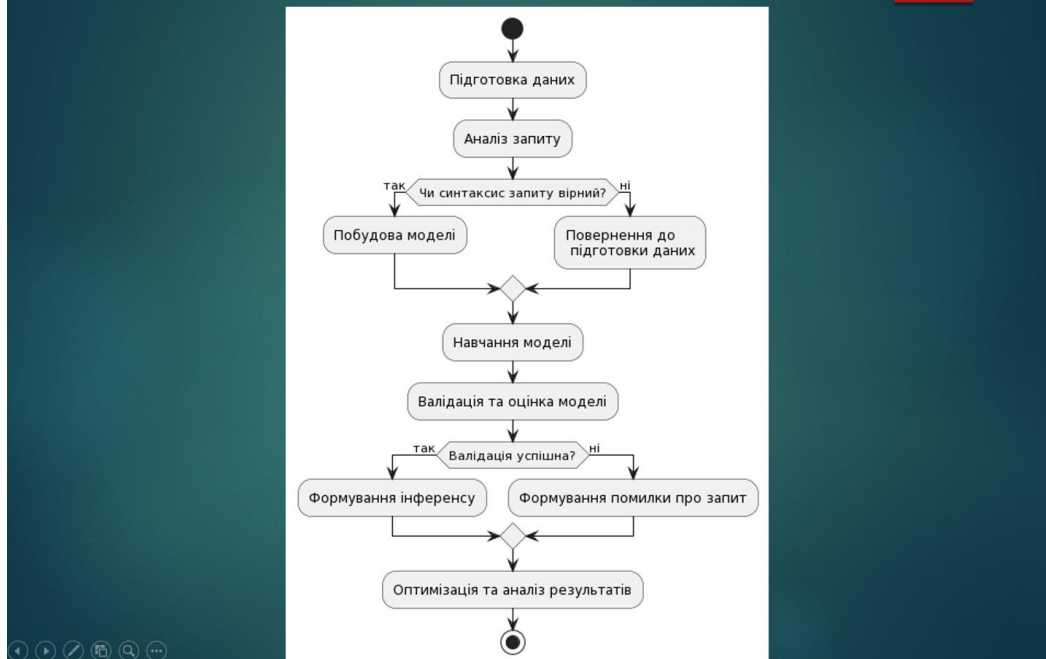 Підготовка даних
Аналіз запиту
так
Чи синтаксис запиту вірний?
ні
Побудова моделі
Повернення до
підготовки даних
Навчання моделі
Валідація та оцінка моделі
так
Валідація успішна?
ні
Формування інференсу
Формування помилки про запит
Оптимізація та аналіз результатів